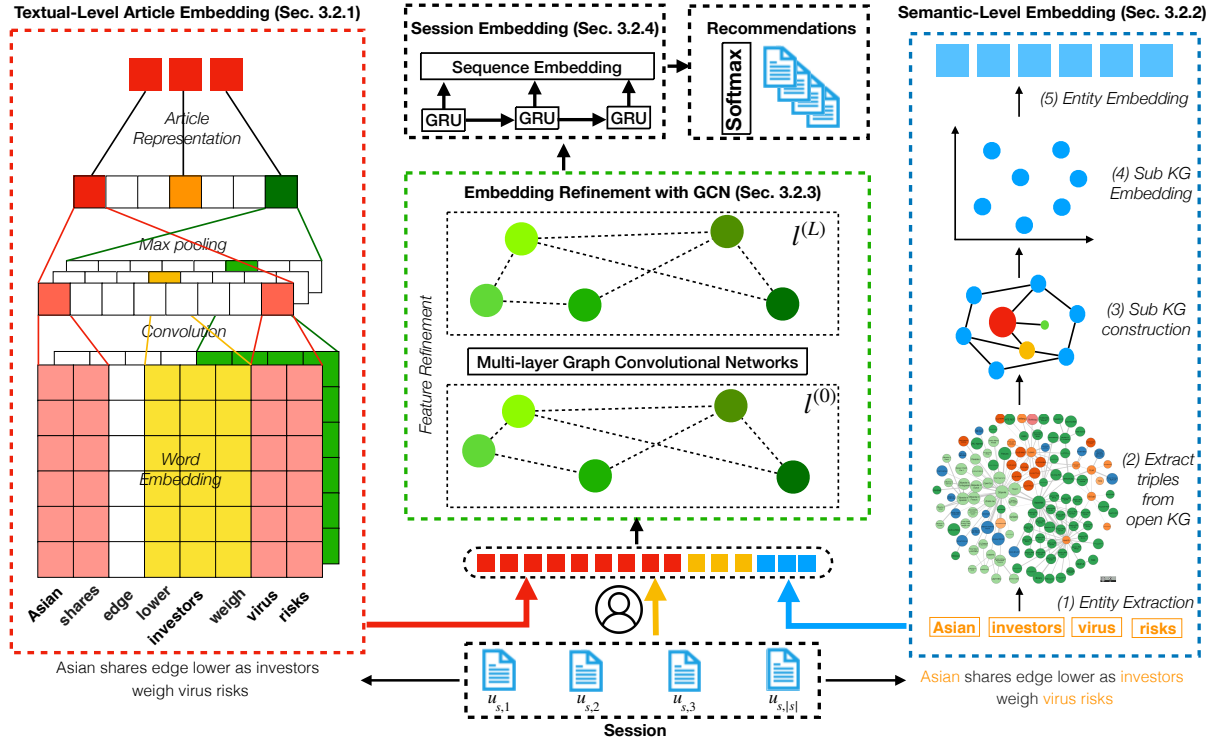 Textual-Level Article Embedding (Sec. 3.2.1)
Article
Representation
Max pooling
Convolution
Word
Embedding
Asian
shares
edge
lower
investors
weigh
virus
risks
Asian shares edge lower as investors
weigh virus risks
Session Embedding (Sec. 3.2.4)
Sequence Embedding
GRU
GRU
GRU
Recommendations
Softmax
Embedding Refinement with GCN (Sec. 3.2.3)
l^(L)
Feature Refinement
Multi-layer Graph Convolutional Networks
l^(0)
u_s,1
u_s,2
u_s,3
u_s,|s|
Session
Semantic-Level Embedding (Sec. 3.2.2)
(5) Entity Embedding
(4) Sub KG
Embedding
(3) Sub KG
construction
(2) Extract
triples
from
open KG
(1) Entity Extraction
Asian
investors
virus
risks
Asian shares edge lower as investors
weigh virus risks